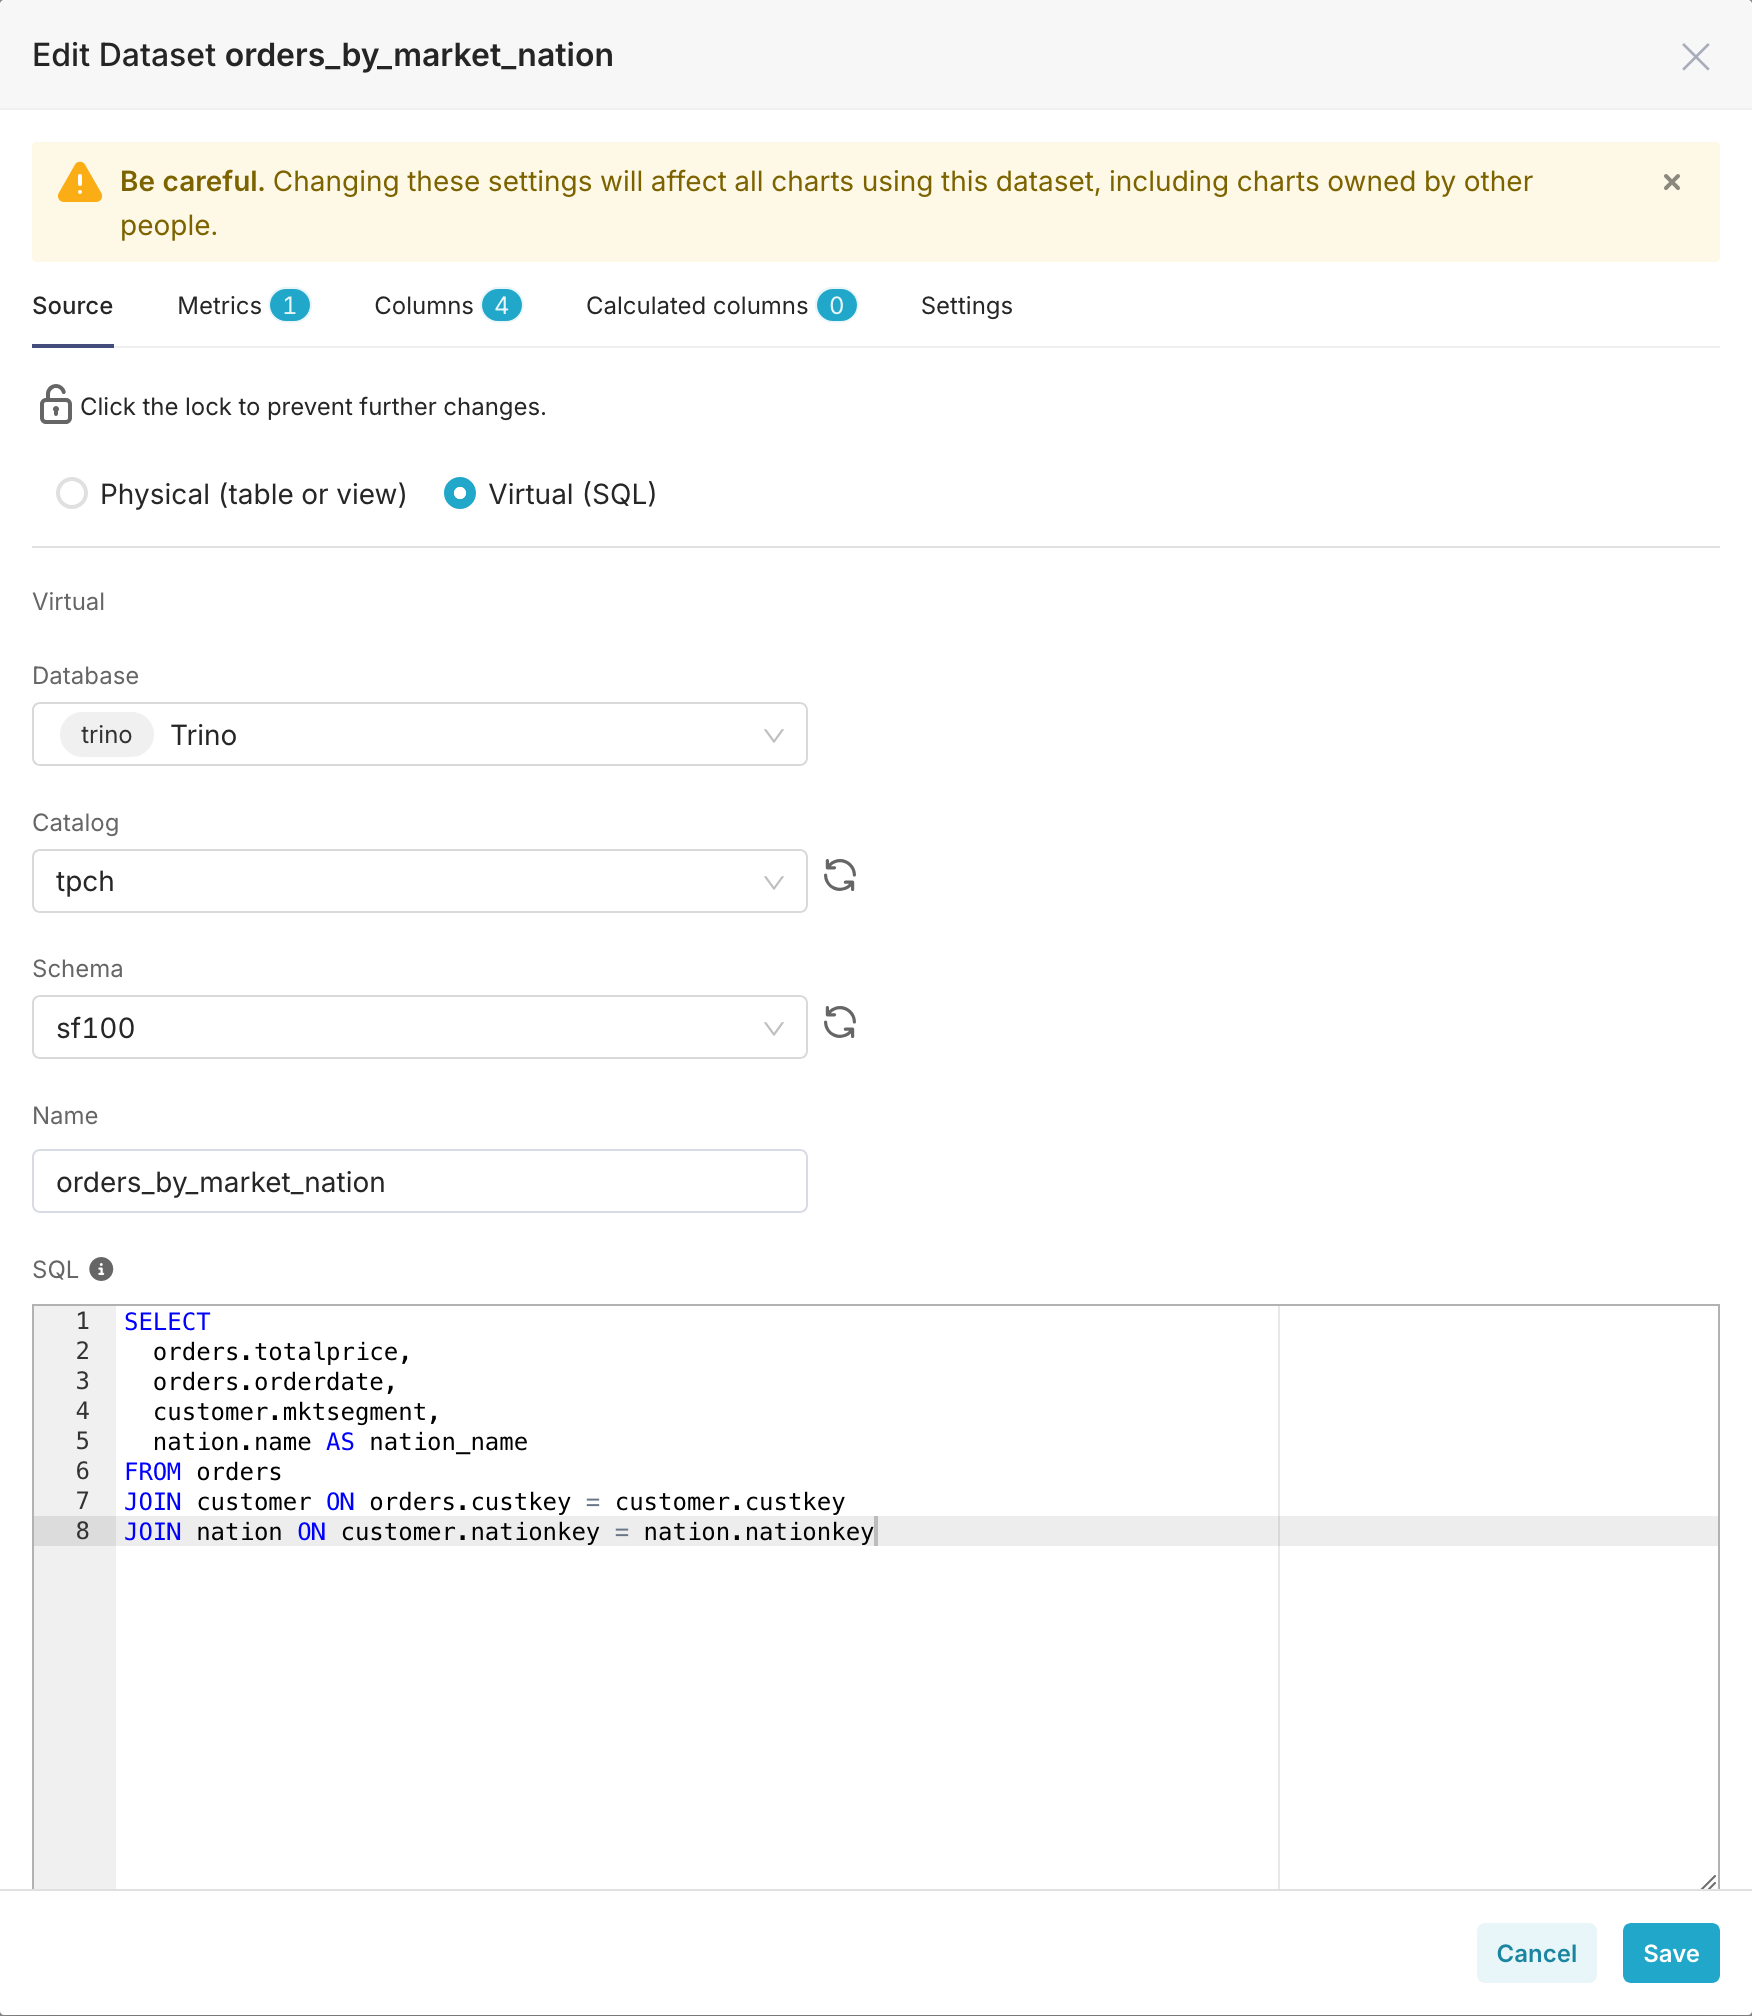 Edit Dataset orders_by_market_nation
Be careful. Changing these settings will affect all charts using this dataset, including charts owned by other
people.
Source Metrics 1 Columns 4 Calculated columns 0 Settings
Click the lock to prevent further changes.
Physical (table or view) Virtual (SQL)
Virtual
Database
trino Trino
Catalog
tpch
Schema
sf100
Name
orders_by_market_nation
SQL
1 SELECT
2   orders.totalprice,
3   orders.orderdate,
4   customer.mktsegment,
5   nation.name AS nation_name
6 FROM orders
7 JOIN customer ON orders.custkey = customer.custkey
8 JOIN nation ON customer.nationkey = nation.nationkey
Cancel Save